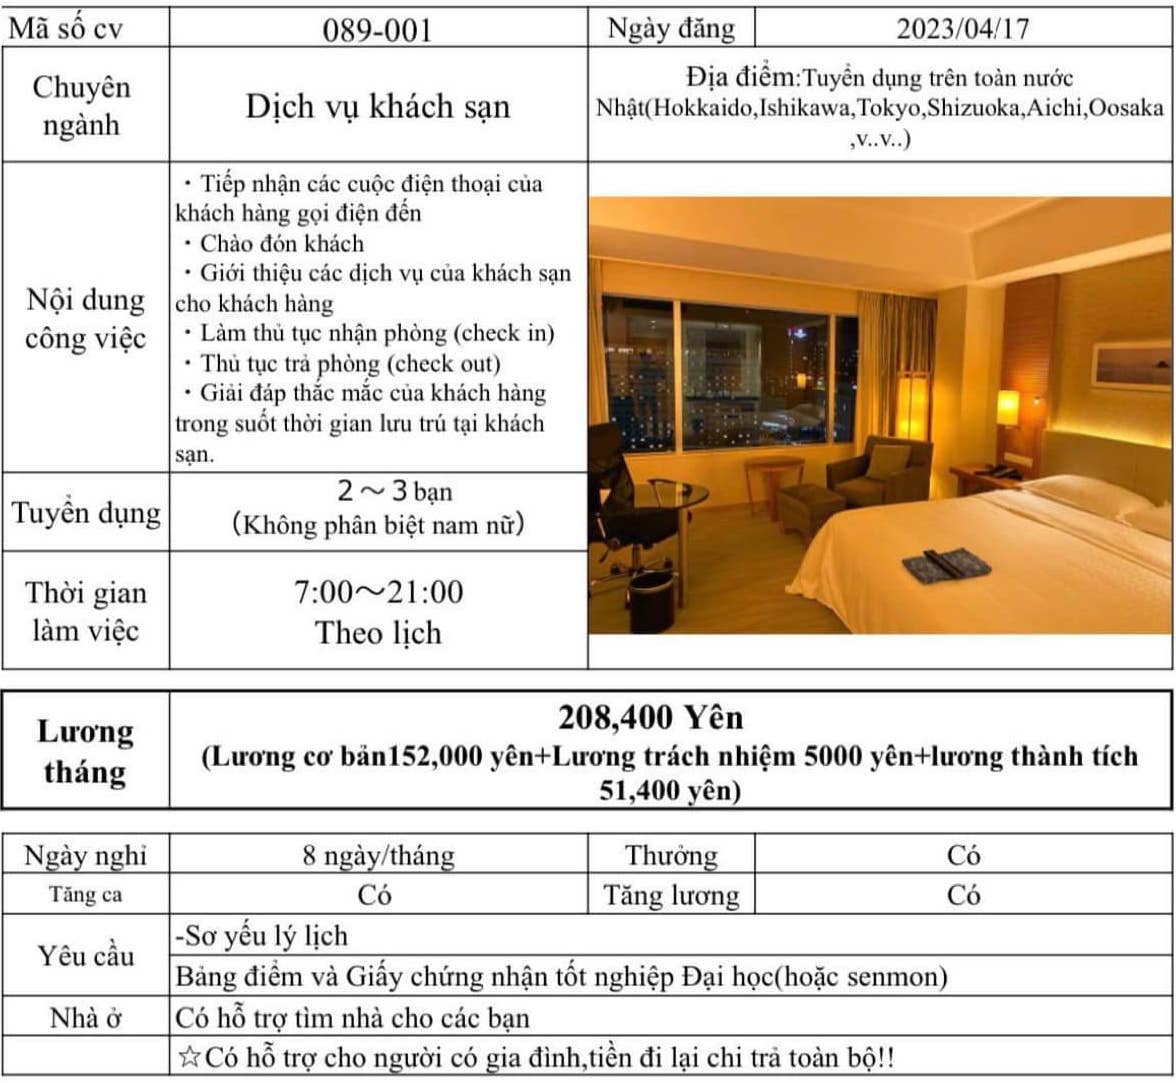 Mã số cv
089-001
Ngày đăng
2023/04/17
Chuyên
ngành
Dịch vụ khách sạn
Địa điểm:Tuyển dụng trên toàn nước
Nhật(Hokkaido,Ishikawa,Tokyo,Shizuoka,Aichi,Oosaka
,v..v..)
Nội dung
công việc
・Tiếp nhận các cuộc điện thoại của
khách hàng gọi điện đến
・Chào đón khách
・Giới thiệu các dịch vụ của khách sạn
cho khách hàng
・Làm thủ tục nhận phòng (check in)
・Thủ tục trả phòng (check out)
・Giải đáp thắc mắc của khách hàng
trong suốt thời gian lưu trú tại khách
sạn.
Tuyển dụng
2～3 bạn
（Không phân biệt nam nữ）
Thời gian
làm việc
7:00～21:00
Theo lịch
Lương
tháng
208,400 Yên
(Lương cơ bản152,000 yên+Lương trách nhiệm 5000 yên+lương thành tích
51,400 yên)
Ngày nghỉ
8 ngày/tháng
Thưởng
Có
Tăng ca
Có
Tăng lương
Có
Yêu cầu
-Sơ yếu lý lịch
Bảng điểm và Giấy chứng nhận tốt nghiệp Đại học(hoặc senmon)
Nhà ở
Có hỗ trợ tìm nhà cho các bạn
☆Có hỗ trợ cho người có gia đình,tiền đi lại chi trả toàn bộ!!